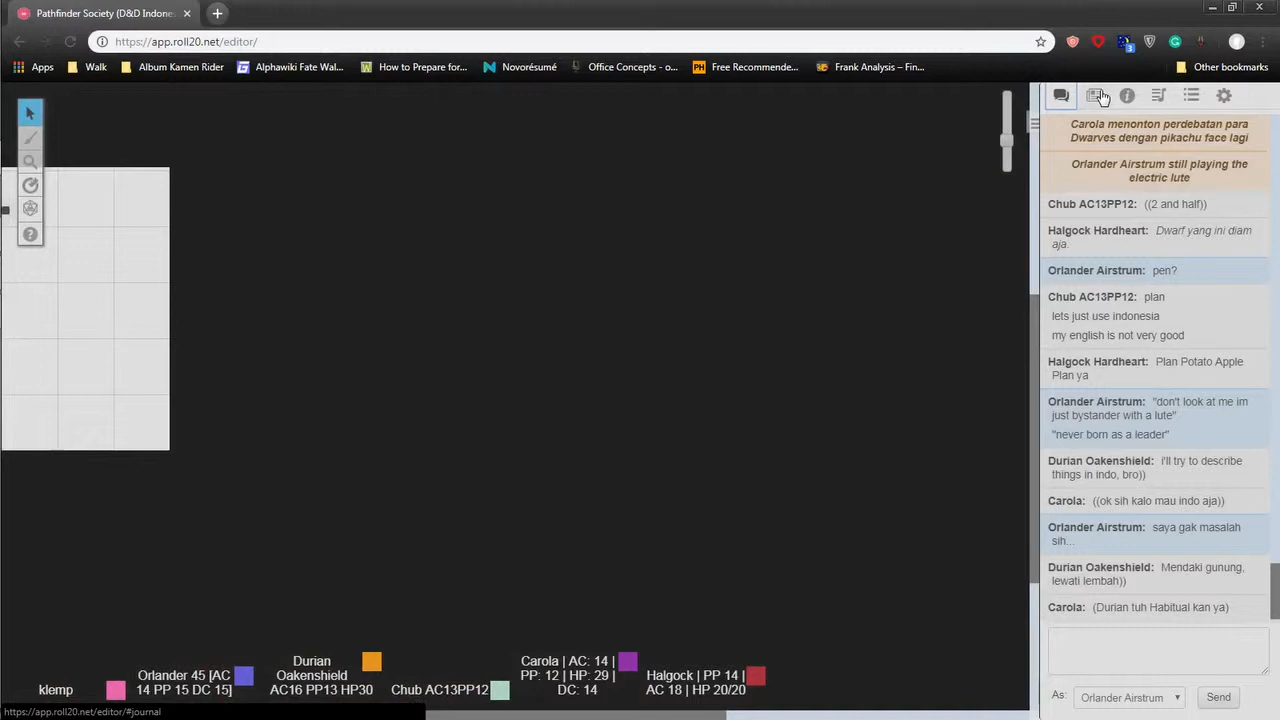 Pathfinder Society (D&D Indones
https://app.roll20.net/editor/
Apps
Walk
Album Kamen Rider
Alphawiki Fate Wal...
How to Prepare for...
Novorésumé
Office Concepts - o...
Free Recommende...
Frank Analysis – Fin...
Other bookmarks
3
PH
Carola menonton perdebatan para
Dwarves dengan pikachu face lagi
Orlander Airstrum still playing the
electric lute
Chub AC13PP12: ((2 and half))
Halgock Hardheart: Dwarf yang ini diam
aja.
Orlander Airstrum: pen?
Chub AC13PP12: plan
lets just use indonesia
my english is not very good
Halgock Hardheart: Plan Potato Apple
Plan ya
Orlander Airstrum: "don't look at me im
just bystander with a lute"
"never born as a leader"
Durian Oakenshield: i'll try to describe
things in indo, bro))
Carola: ((ok sih kalo mau indo aja))
Orlander Airstrum: saya gak masalah
sih...
Durian Oakenshield: Mendaki gunung,
lewati lembah))
Carola: (Durian tuh Habitual kan ya)
As: Orlander Airstrum Send
klemp
Orlander 45 [AC
14 PP 15 DC 15]
Durian
Oakenshield
AC16 PP13 HP30
Chub AC13PP12
Carola | AC: 14 |
PP: 12 | HP: 29 |
DC: 14
Halgock | PP 14 |
AC 18 | HP 20/20
https://app.roll20.net/editor/#journal